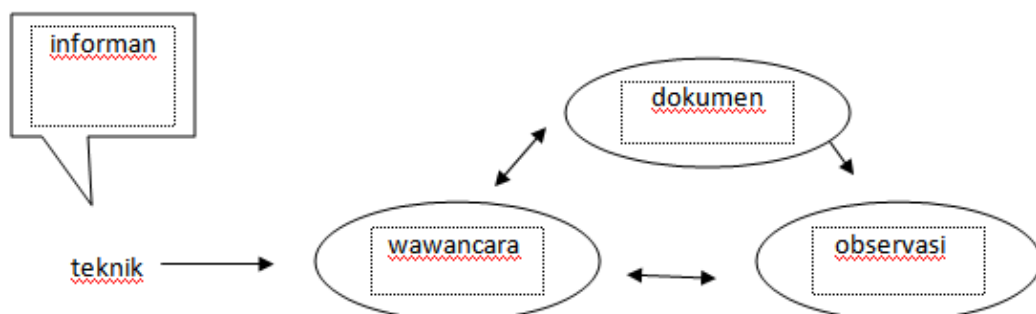 informan
dokumen
wawancara
observasi
teknik